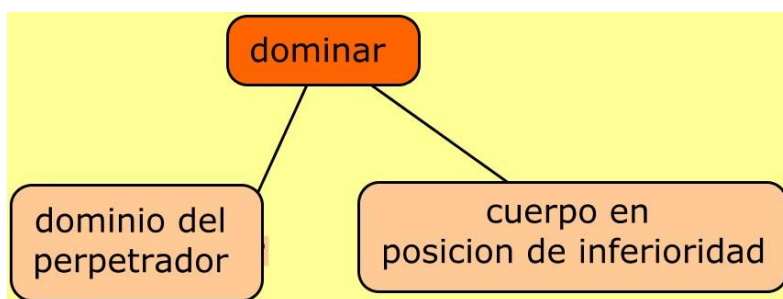 dominar
dominio del
perpetrador
cuerpo en
posicion de inferioridad